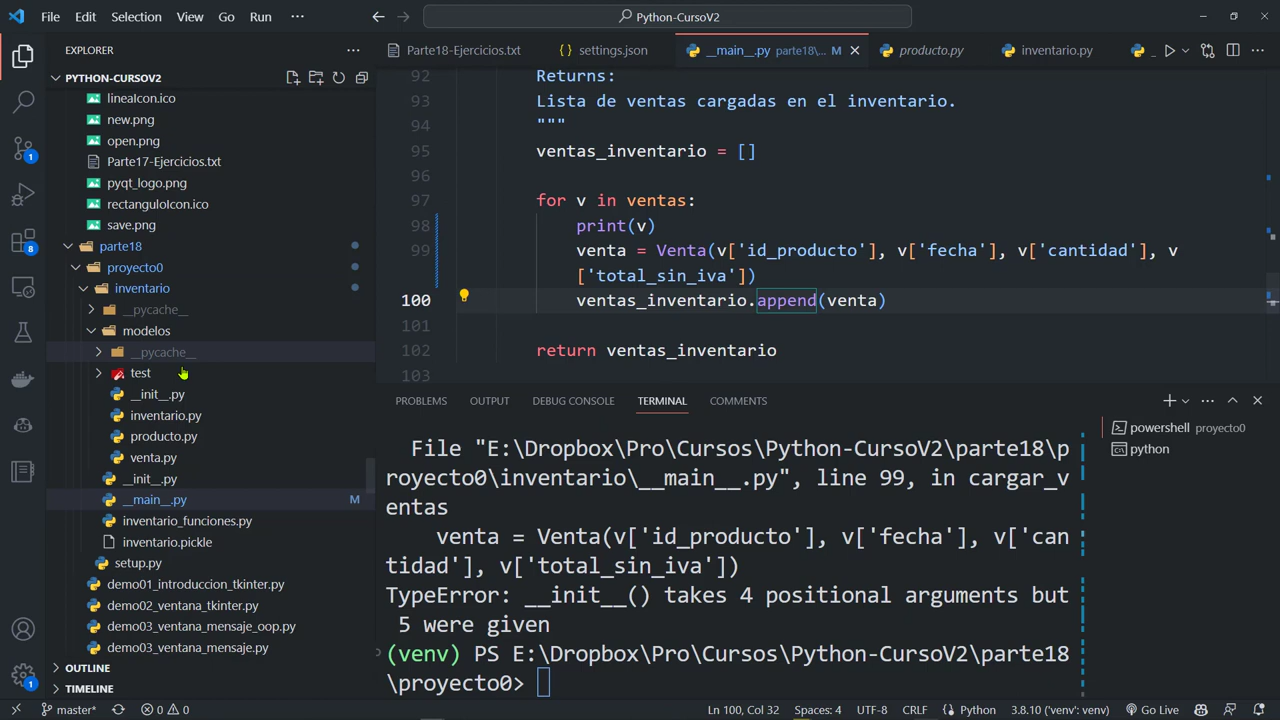 File Edit Selection View Go Run ···
Python-CursoV2
EXPLORER
PYTHON-CURSOV2
lineaIcon.ico
new.png
open.png
Parte17-Ejercicios.txt
pyqt_logo.png
rectanguloIcon.ico
save.png
parte18
proyecto0
inventario
__pycache__
modelos
__pycache__
test
__init__.py
inventario.py
producto.py
venta.py
__init__.py
__main__.py M
inventario_funciones.py
inventario.pickle
setup.py
demo01_introduccion_tkinter.py
demo02_ventana_tkinter.py
demo03_ventana_mensaje_oop.py
demo03_ventana_mensaje.py
OUTLINE
TIMELINE
1
8
1
Parte18-Ejercicios.txt settings.json __main__.py parte18\... M producto.py inventario.py
92 Returns:
93 Lista de ventas cargadas en el inventario.
94 """
95 ventas_inventario = []
96
97 for v in ventas:
98 print(v)
99 venta = Venta(v['id_producto'], v['fecha'], v['cantidad'], v
['total_sin_iva'])
100 ventas_inventario.append(venta)
101
102 return ventas_inventario
103
PROBLEMS OUTPUT DEBUG CONSOLE TERMINAL COMMENTS
File "E:\Dropbox\Pro\Cursos\Python-CursoV2\parte18\p
royecto0\inventario\__main__.py", line 99, in cargar_v
entas
venta = Venta(v['id_producto'], v['fecha'], v['can
tidad'], v['total_sin_iva'])
TypeError: __init__() takes 4 positional arguments but
5 were given
(venv) PS E:\Dropbox\Pro\Cursos\Python-CursoV2\parte18
\proyecto0>
powershell proyecto0
python
master* 0 0 Ln 100, Col 32 Spaces: 4 UTF-8 CRLF Python 3.8.10 ('venv': venv) Go Live